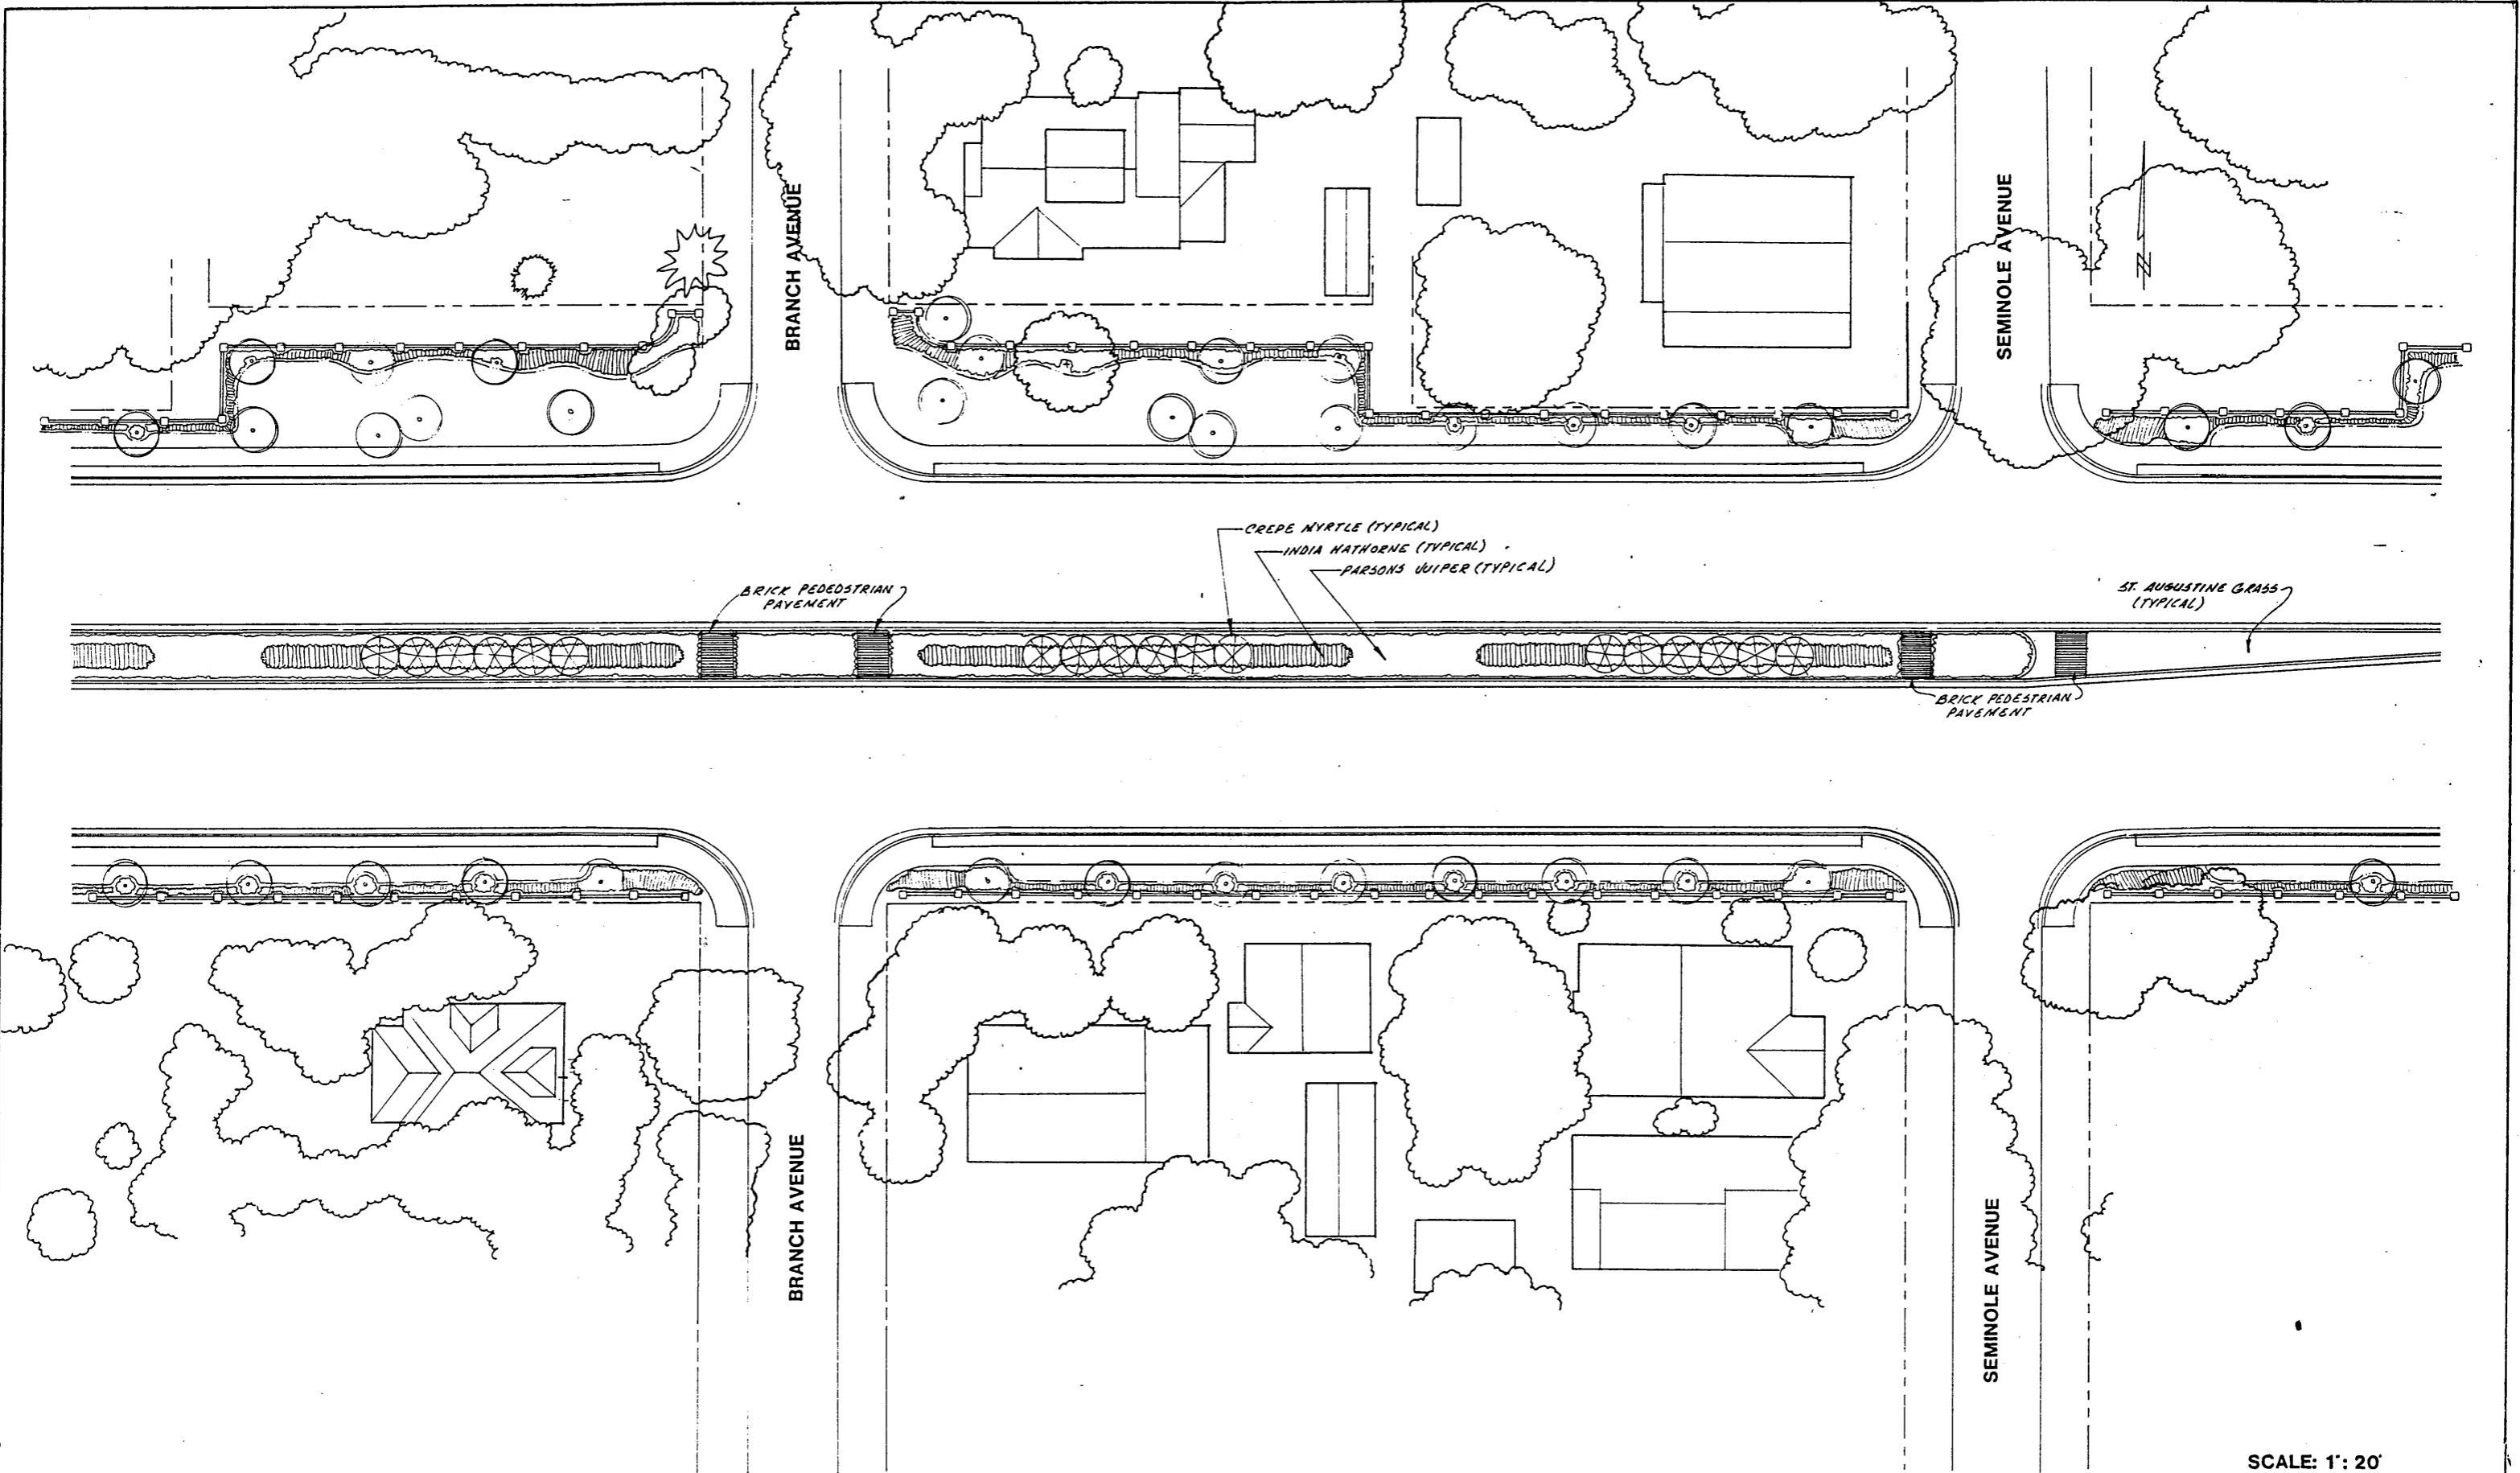 BRANCH AVENUE
SEMINOLE AVENUE
N
CREPE MYRTLE (TYPICAL)
INDIA HATHORNE (TYPICAL)
PARSONS JUIPER (TYPICAL)
BRICK PEDEDSTRIAN
PAVEMENT
ST. AUGUSTINE GRASS
(TYPICAL)
BRICK PEDESTRIAN
PAVEMENT
BRANCH AVENUE
SEMINOLE AVENUE
SCALE: 1": 20'